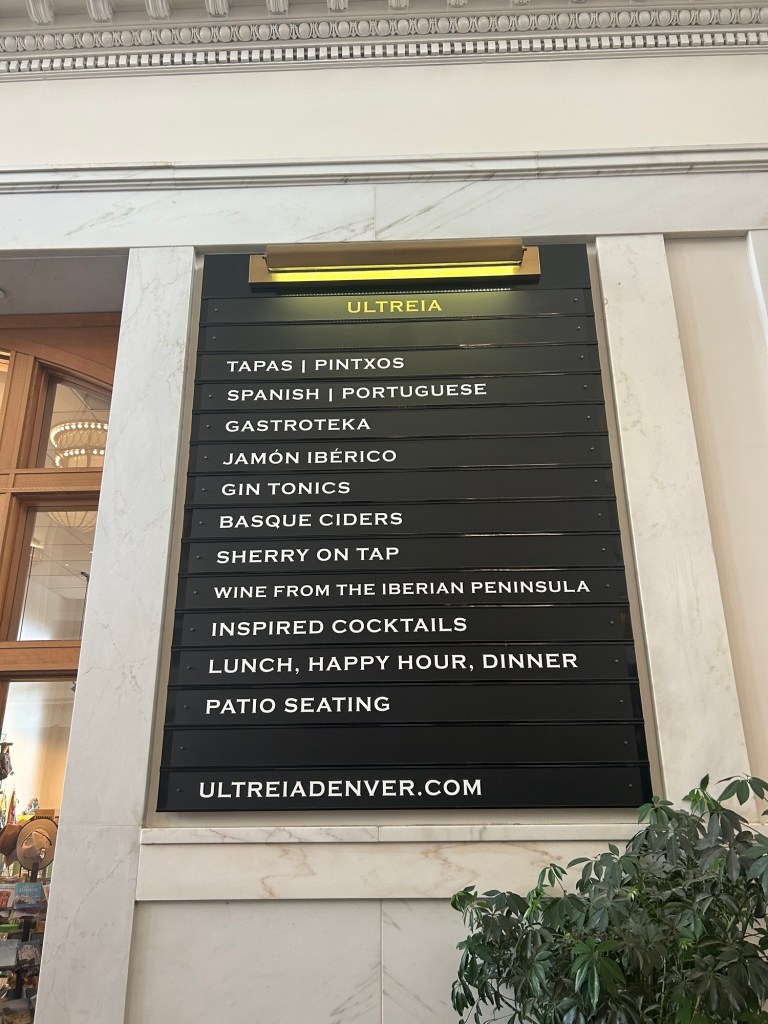 ULTREIA
TAPAS | PINTXOS
SPANISH | PORTUGUESE
GASTROTEKA
JAMÓN IBÉRICO
GIN TONICS
BASQUE CIDERS
SHERRY ON TAP
WINE FROM THE IBERIAN PENINSULA
INSPIRED COCKTAILS
LUNCH, HAPPY HOUR, DINNER
PATIO SEATING
ULTREIADENVER.COM